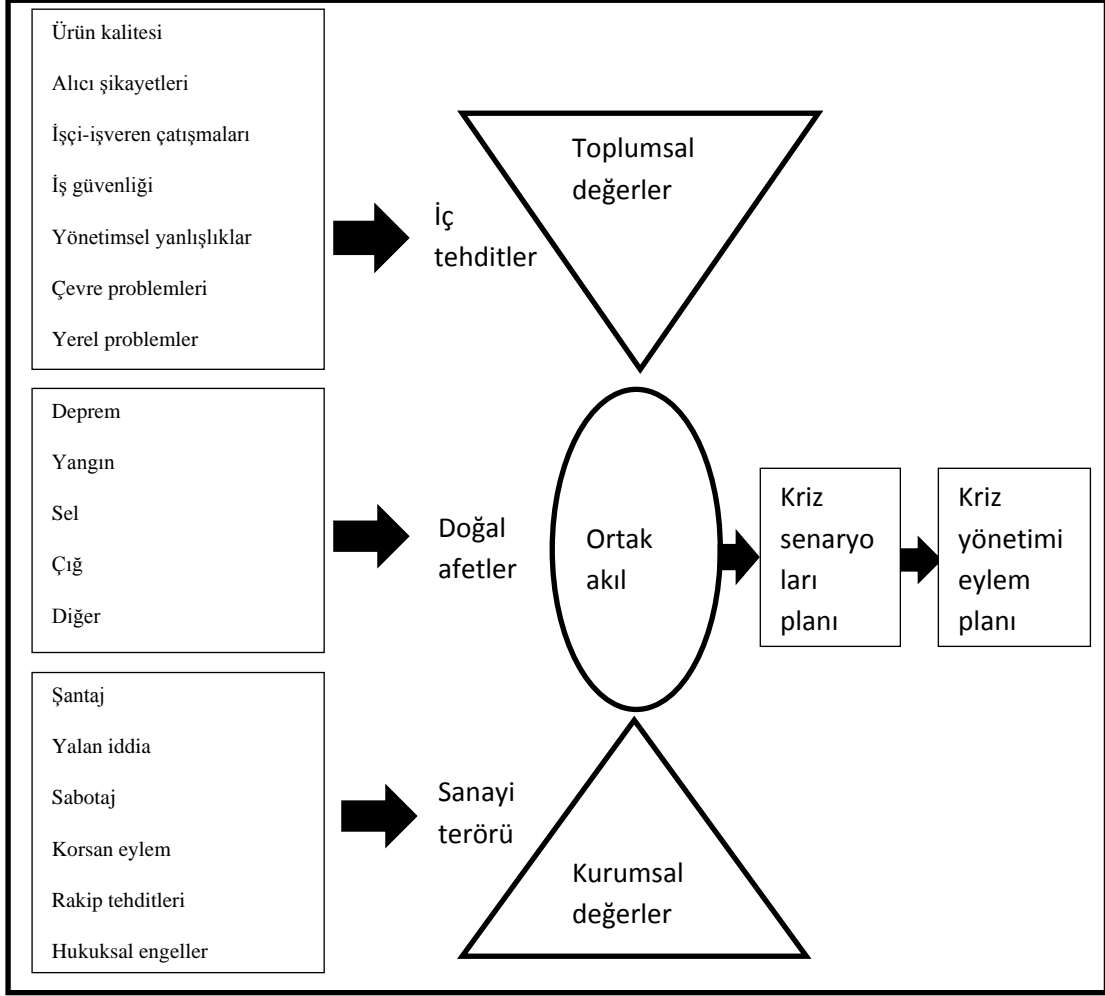 Ürün kalitesi
Alıcı şikayetleri
İşçi-işveren çatışmaları
İş güvenliği
Yönetimsel yanlışlıklar
Çevre problemleri
Yerel problemler
İç
tehditler
Toplumsal
değerler
Deprem
Yangın
Sel
Çığ
Diğer
Doğal
afetler
Ortak
akıl
Kriz
senaryo
ları
planı
Kriz
yönetimi
eylem
planı
Şantaj
Yalan iddia
Sabotaj
Korsan eylem
Rakip tehditleri
Hukuksal engeller
Sanayi
terörü
Kurumsal
değerler